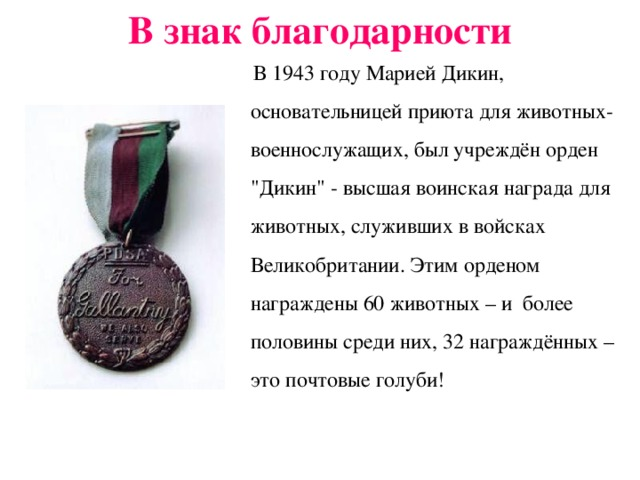 В знак благодарности
В 1943 году Марией Дикин,
основательницей приюта для животных-
военнослужащих, был учреждён орден
"Дикин" - высшая воинская награда для
животных, служивших в войсках
Великобритании. Этим орденом
награждены 60 животных – и более
половины среди них, 32 награждённых –
это почтовые голуби!
PDSA
For
Gallantry
WE ALSO
SERVE